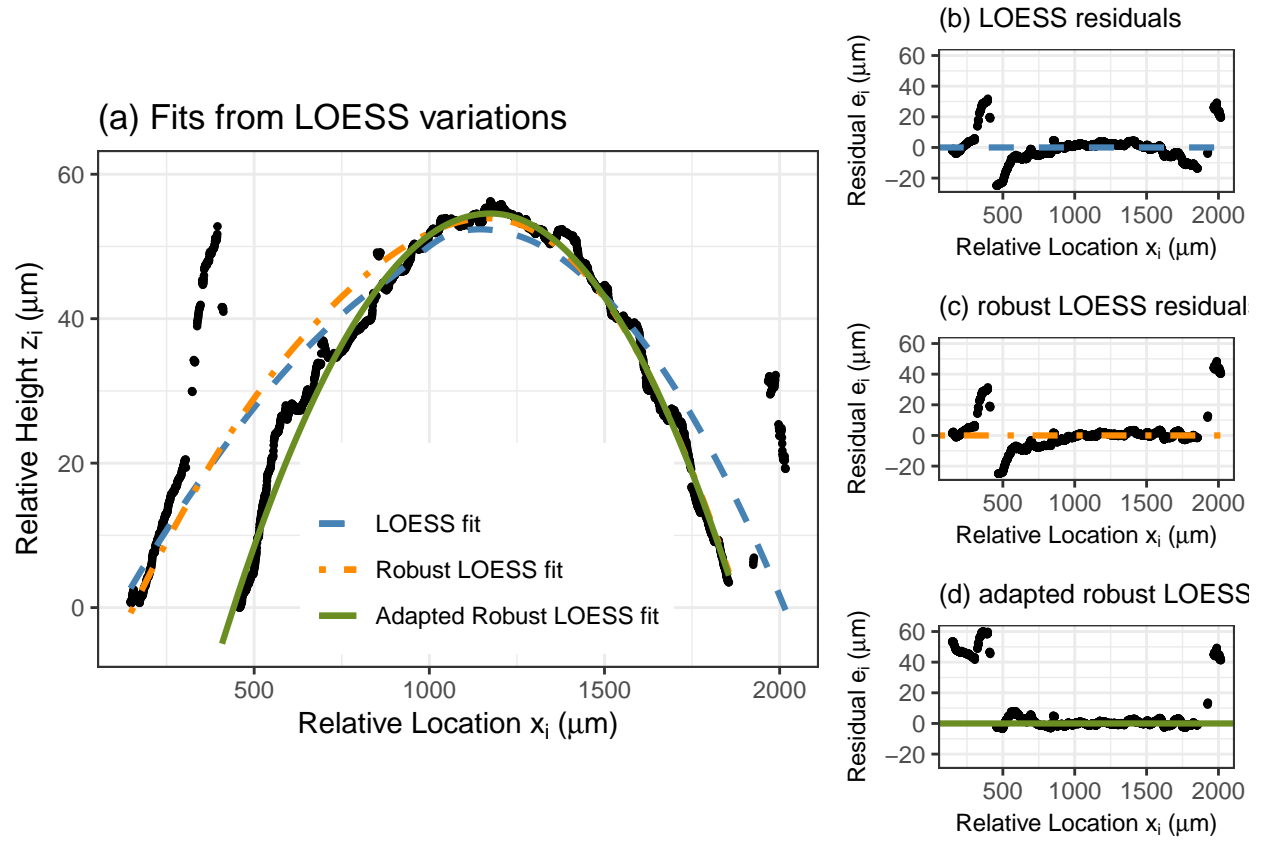 (a) Fits from LOESS variations
60
40
20
0
Relative Height z_i (μm)
LOESS fit
Robust LOESS fit
Adapted Robust LOESS fit
500 1000 1500 2000
Relative Location x_i (μm)
(b) LOESS residuals
60
40
20
0
−20
Residual e_i (μm)
500 1000 1500 2000
Relative Location x_i (μm)
(c) robust LOESS residuals
60
40
20
0
−20
Residual e_i (μm)
500 1000 1500 2000
Relative Location x_i (μm)
(d) adapted robust LOESS
60
40
20
0
−20
Residual e_i (μm)
500 1000 1500 2000
Relative Location x_i (μm)